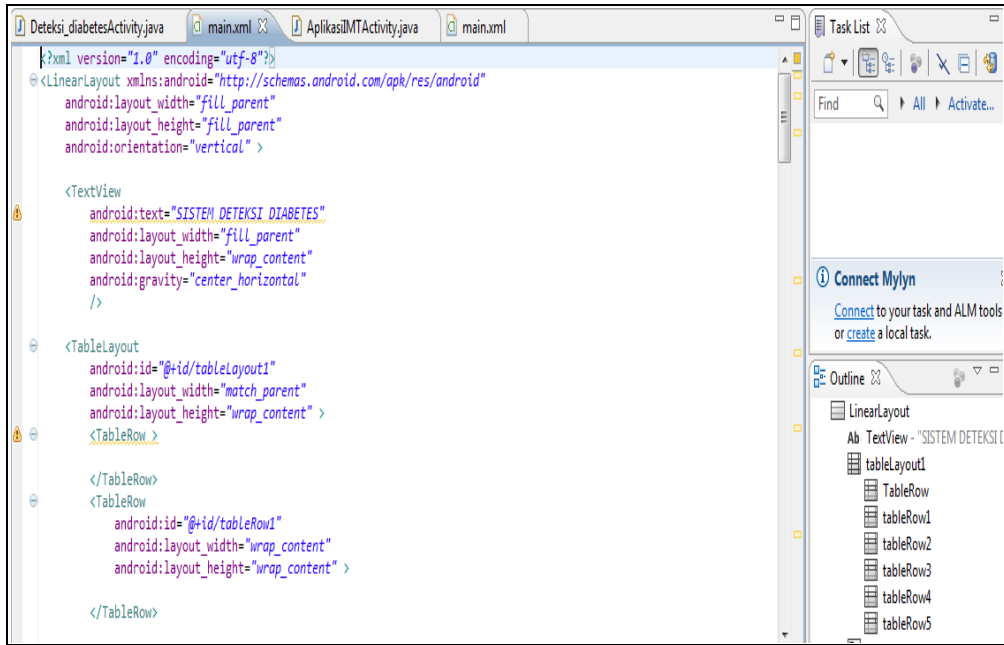 Deteksi_diabetesActivity.java
main.xml
AplikasiIMTActivity.java
main.xml
<?xml version="1.0" encoding="utf-8"?>
<LinearLayout xmlns:android="http://schemas.android.com/apk/res/android"
android:layout_width="fill_parent"
android:layout_height="fill_parent"
android:orientation="vertical" >
<TextView
android:text="SISTEM DETEKSI DIABETES"
android:layout_width="fill_parent"
android:layout_height="wrap_content"
android:gravity="center_horizontal"
/>
<TableLayout
android:id="@+id/tableLayout1"
android:layout_width="match_parent"
android:layout_height="wrap_content" >
<TableRow >
</TableRow>
<TableRow
android:id="@+id/tableRow1"
android:layout_width="wrap_content"
android:layout_height="wrap_content" >
</TableRow>
Task List
Find
All
Activate...
Connect Mylyn
Connect to your task and ALM tools
or create a local task.
Outline
LinearLayout
Ab TextView - "SISTEM DETEKSI D
tableLayout1
TableRow
tableRow1
tableRow2
tableRow3
tableRow4
tableRow5